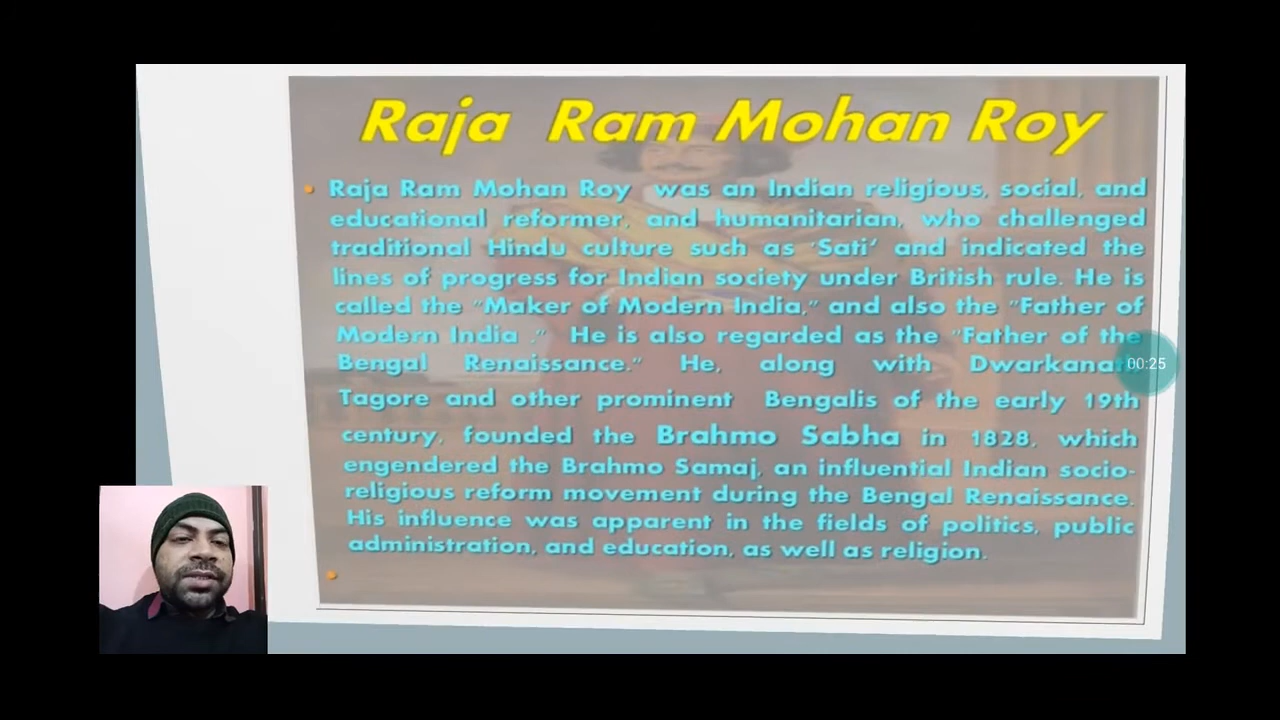 Raja Ram Mohan Roy
Raja Ram Mohan Roy was an Indian religious, social, and
educational reformer, and humanitarian, who challenged
traditional Hindu culture such as 'Sati' and indicated the
lines of progress for Indian society under British rule. He is
called the "Maker of Modern India," and also the "Father of
Modern India ." He is also regarded as the "Father of the
Bengal Renaissance." He, along with
00:25
Tagore and other prominent Bengalis of the early 19th
century, founded the Brahmo Sabha in 1828, which
engendered the Brahmo Samaj, an influential Indian socio-
religious reform movement during the Bengal Renaissance.
His influence was apparent in the fields of politics, public
administration, and education, as well as religion.